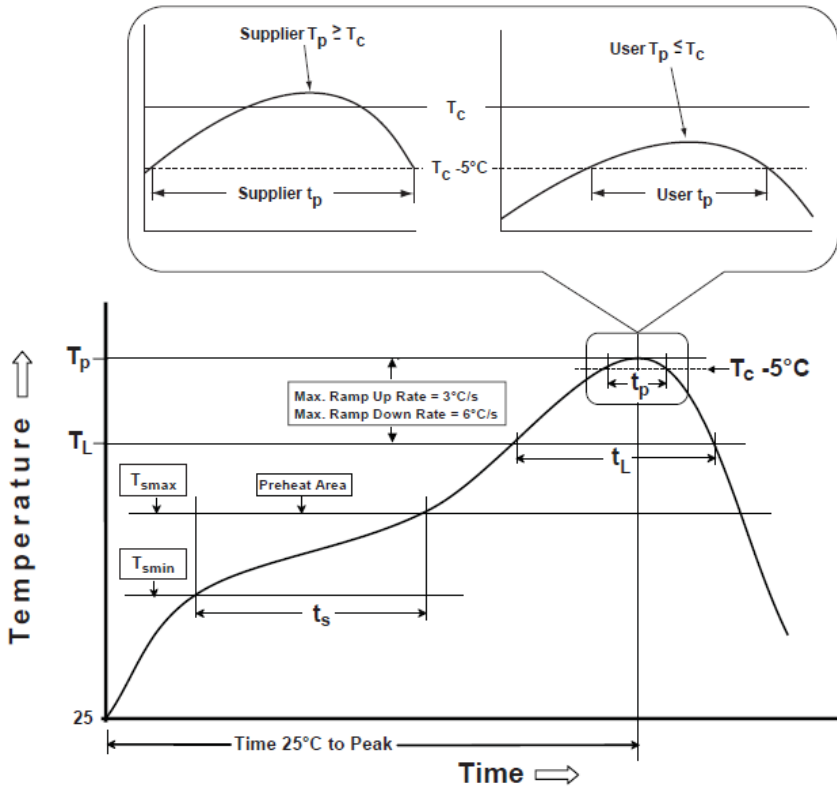 Supplier Tp ≥ Tc
User Tp ≤ Tc
Tc
Tc -5°C
Supplier tp
User tp
Tp
Tc -5°C
tp
Max. Ramp Up Rate = 3°C/s
Max. Ramp Down Rate = 6°C/s
TL
tL
Tsmax
Preheat Area
Tsmin
ts
Temperature
25
Time 25°C to Peak
Time